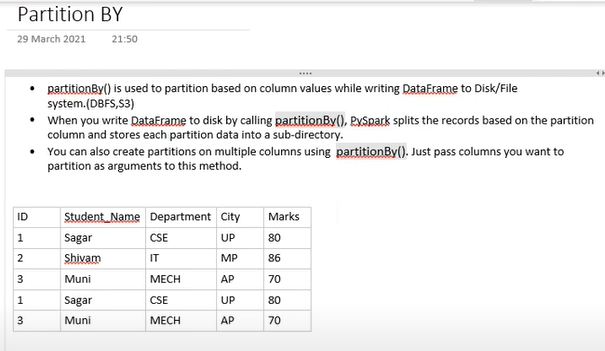 Partition BY
29 March 2021 21:50
• partitionBy() is used to partition based on column values while writing DataFrame to Disk/File
system.(DBFS,S3)
• When you write DataFrame to disk by calling partitionBy(), PySpark splits the records based on the partition
column and stores each partition data into a sub-directory.
• You can also create partitions on multiple columns using partitionBy(). Just pass columns you want to
partition as arguments to this method.
ID Student_Name Department City Marks
1 Sagar CSE UP 80
2 Shivam IT MP 86
3 Muni MECH AP 70
1 Sagar CSE UP 80
3 Muni MECH AP 70